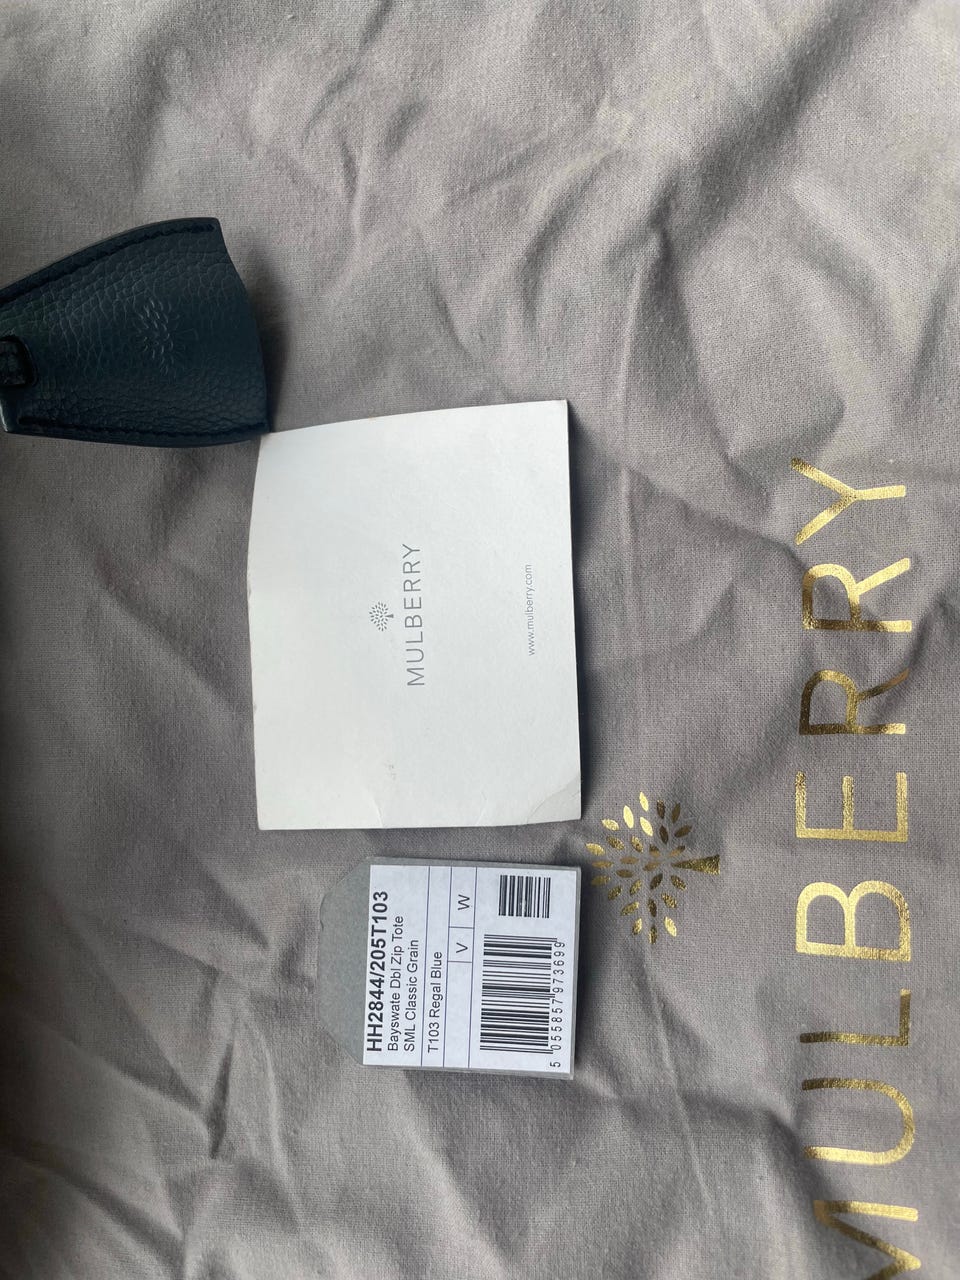 MULBERRY
www.mulberry.com
HH2844/205T103
Bayswate Dbl Zip Tote
SML Classic Grain
T103 Regal Blue
V W
5 055857 973699
MULBERRY